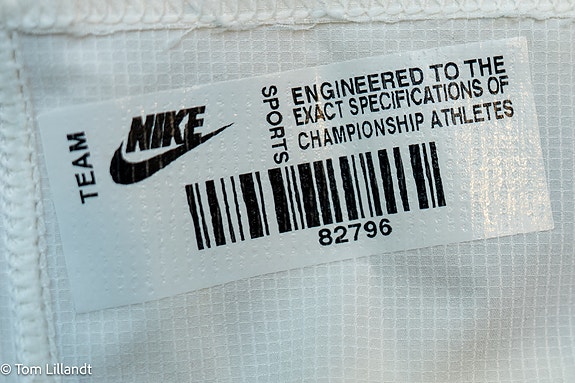 TEAM
NIKE
SPORTS
ENGINEERED TO THE
EXACT SPECIFICATIONS OF
CHAMPIONSHIP ATHLETES
82796
© Tom Lillandt